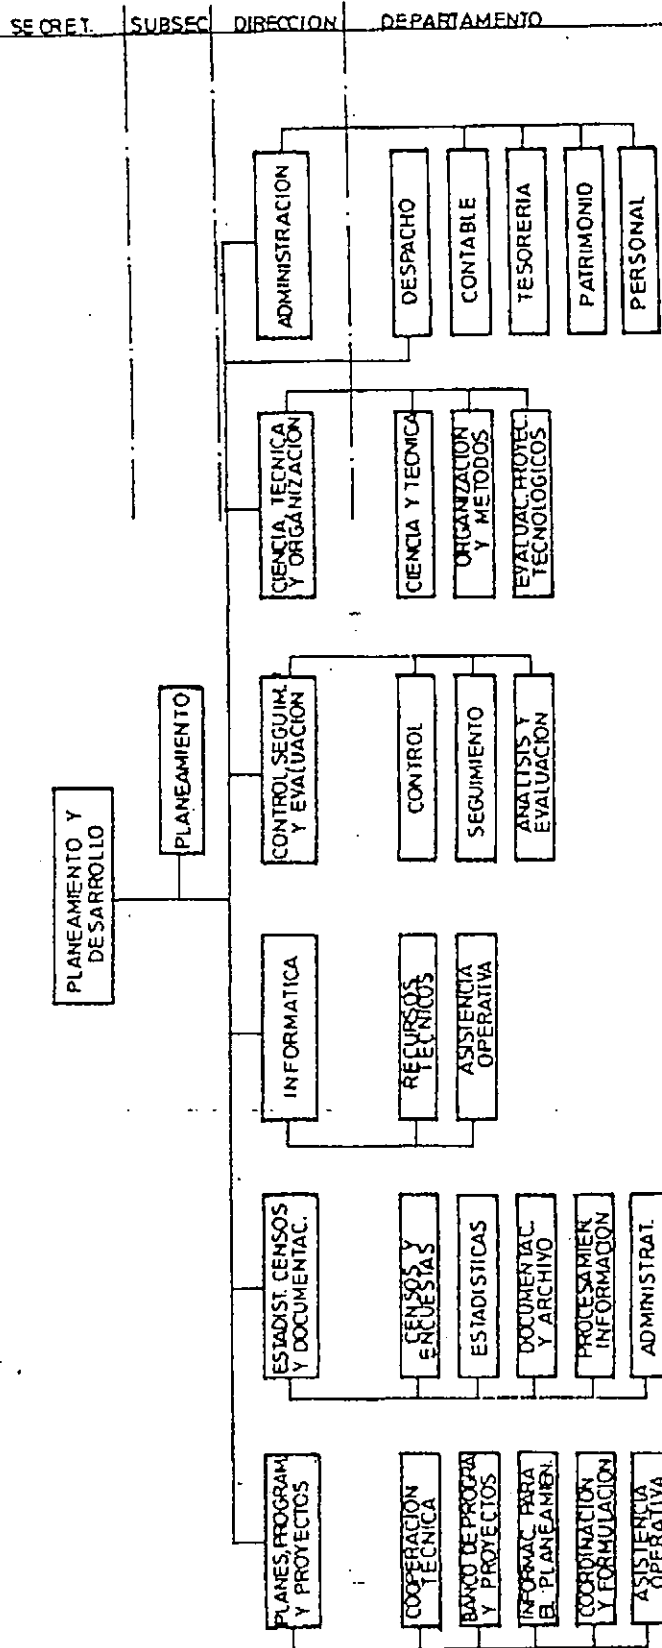 SECRET.
SUBSEC
DIRECCION
DEPARTAMENTO
PLANEAMIENTO Y
DESARROLLO
PLANEAMIENTO
PLANES, PROGRAM
Y PROYECTOS
ESTADIST. CENSOS
Y DOCUMENTAC.
INFORMATICA
CONTROL, SEGUIM.
Y EVALUACION
CIENCIA, TECNICA
Y ORGANIZACION
ADMINISTRACION
COOPERACION
TECNICA
BANCO DE PROGRA
Y PROYECTOS
INFORMAC. PARA
EL PLANEAMIEN.
COORDINACION
Y FORMULACION
ASISTENCIA
OPERATIVA
CENSOS Y
ENCUESTAS
ESTADISTICAS
DOCUMENTAC.
Y ARCHIVO
PROCESAMIEN.
INFORMACION
ADMINISTRAT.
RECURSOS
TECNICOS
ASISTENCIA
OPERATIVA
CONTROL
SEGUIMIENTO
ANALISIS Y
EVALUACION
CIENCIA Y TECNICA
ORGANIZACION
Y METODOS
EVALUAC. PROYEC.
TECNOLOGICOS
DESPACHO
CONTABLE
TESORERIA
PATRIMONIO
PERSONAL